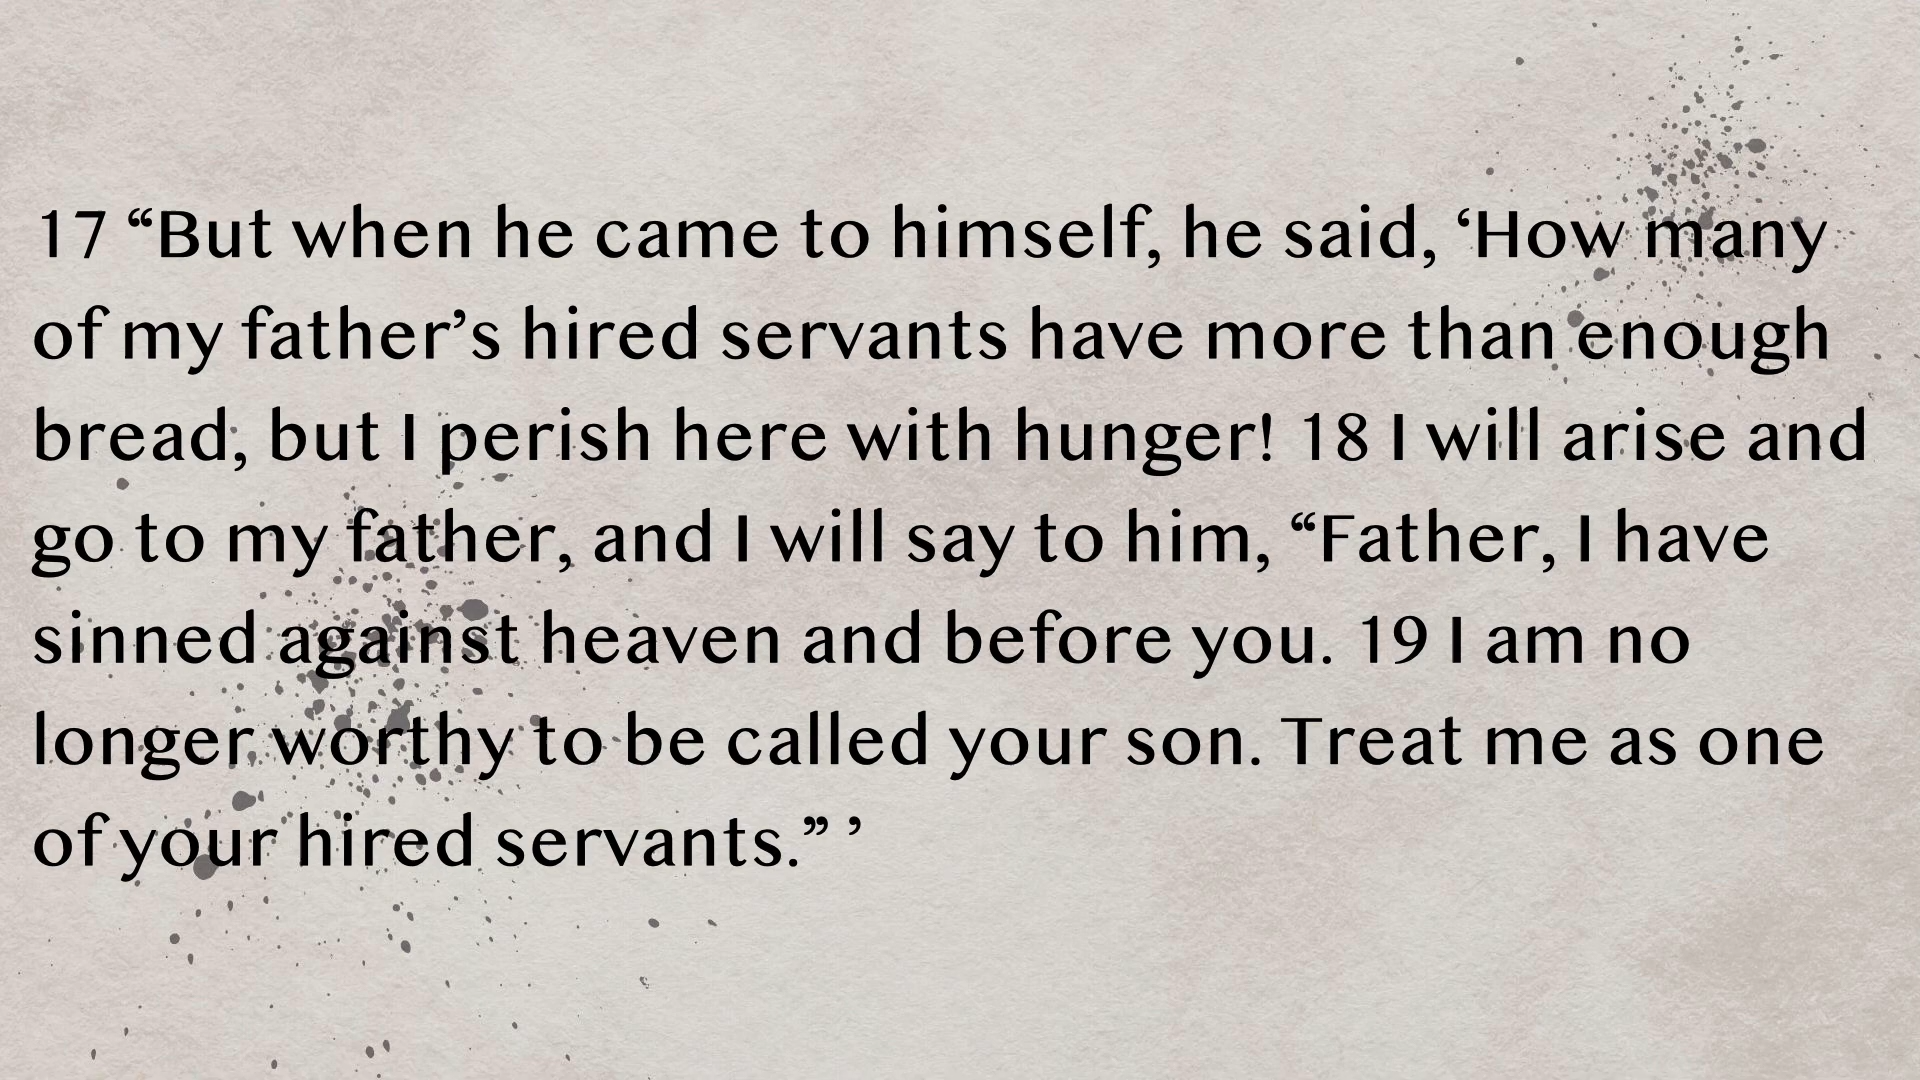 17 “But when he came to himself, he said, ‘How many
of my father’s hired servants have more than enough
bread, but I perish here with hunger! 18 I will arise and
go to my father, and I will say to him, “Father, I have
sinned against heaven and before you. 19 I am no
longer worthy to be called your son. Treat me as one
of your hired servants.” ’